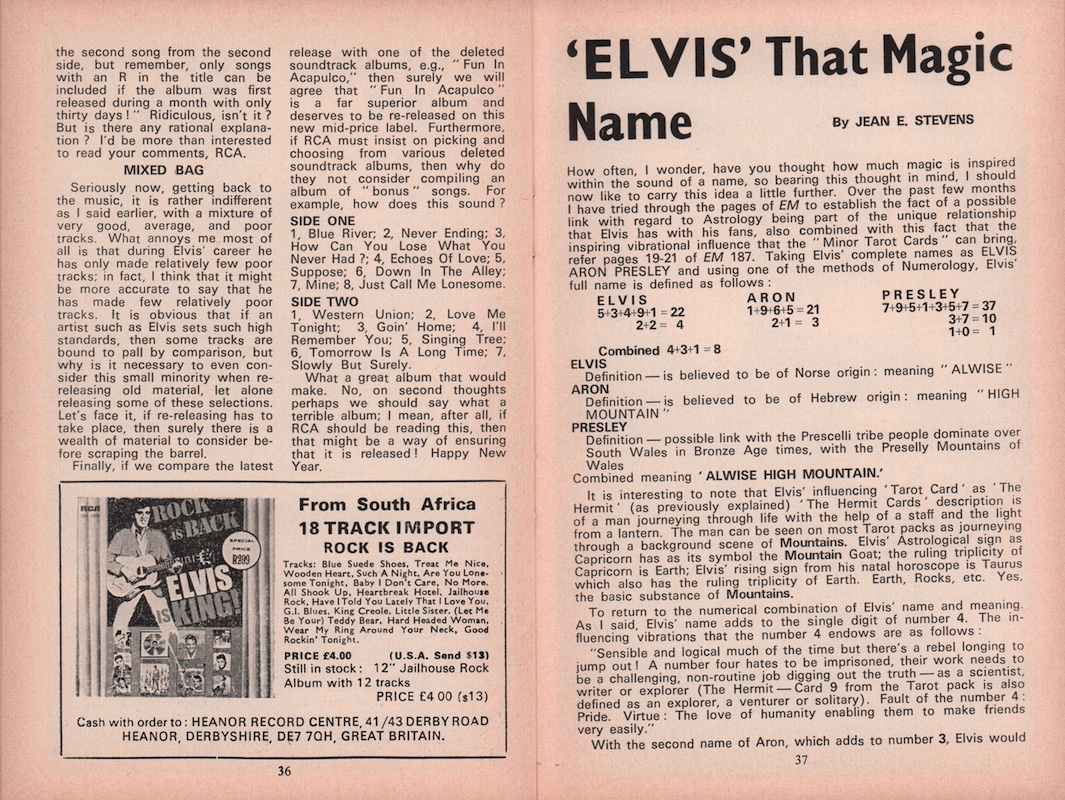 the second song from the second
side, but remember, only songs
with an R in the title can be
included if the album was first
released during a month with only
thirty days!" Ridiculous, isn't it?
But is there any rational explana-
tion? I'd be more than interested
to read your comments, RCA.
MIXED BAG
Seriously now, getting back to
the music, it is rather indifferent
as I said earlier, with a mixture of
very good, average, and poor
tracks. What annoys me most of
all is that during Elvis' career he
has only made relatively few poor
tracks; in fact, I think that it might
be more accurate to say that he
has made few relatively poor
tracks. It is obvious that if an
artist such as Elvis sets such high
standards, then some tracks are
bound to pall by comparison, but
why is it necessary to even con-
sider this small minority when re-
releasing old material, let alone
releasing some of these selections.
Let's face it, if re-releasing has to
take place, then surely there is a
wealth of material to consider be-
fore scraping the barrel.
Finally, if we compare the latest
release with one of the deleted
soundtrack albums, e.g., "Fun In
Acapulco," then surely we will
agree that "Fun In Acapulco"
is a far superior album and
deserves to be re-released on this
new mid-price label. Furthermore,
if RCA must insist on picking and
choosing from various deleted
soundtrack albums, then why do
they not consider compiling an
album of "bonus" songs. For
example, how does this sound?
SIDE ONE
1, Blue River; 2, Never Ending; 3,
How Can You Lose What You
Never Had?; 4, Echoes Of Love; 5,
Suppose; 6, Down In The Alley;
7, Mine; 8, Just Call Me Lonesome.
SIDE TWO
1, Western Union; 2, Love Me
Tonight; 3, Goin' Home; 4, I'll
Remember You; 5, Singing Tree;
6, Tomorrow Is A Long Time; 7,
Slowly But Surely.
What a great album that would
make. No, on second thoughts
perhaps we should say what a
terrible album; I mean, after all, if
RCA should be reading this, then
that might be a way of ensuring
that it is released! Happy New
Year.
RCA
ROCK
IS BACK
SPECIAL
PRICE
R299
ELVIS
IS KING!
From South Africa
18 TRACK IMPORT
ROCK IS BACK
Tracks: Blue Suede Shoes, Treat Me Nice,
Wooden Heart, Such A Night, Are You Lone-
some Tonight, Baby I Don't Care, No More,
All Shook Up, Heartbreak Hotel, Jailhouse
Rock, Have I Told You Lately That I Love You,
G.I. Blues, King Creole, Little Sister, (Let Me
Be Your) Teddy Bear, Hard Headed Woman,
Wear My Ring Around Your Neck, Good
Rockin' Tonight.
PRICE £4.00 (U.S.A. Send $13)
Still in stock: 12" Jailhouse Rock
Album with 12 tracks
PRICE £4 00 ($13)
Cash with order to: HEANOR RECORD CENTRE, 41/43 DERBY ROAD
HEANOR, DERBYSHIRE, DE7 7QH, GREAT BRITAIN.
36
'ELVIS' That Magic
Name
By JEAN E. STEVENS
How often, I wonder, have you thought how much magic is inspired
within the sound of a name, so bearing this thought in mind, I should
now like to carry this idea a little further. Over the past few months
I have tried through the pages of EM to establish the fact of a possible
link with regard to Astrology being part of the unique relationship
that Elvis has with his fans, also combined with this fact that the
inspiring vibrational influence that the "Minor Tarot Cards" can bring,
refer pages 19-21 of EM 187. Taking Elvis' complete names as ELVIS
ARON PRESLEY and using one of the methods of Numerology, Elvis'
full name is defined as follows:
ELVIS ARON PRESLEY
5+3+4+9+1=22 1+9+6+5=21 7+9+5+1+3+5+7=37
2+2= 4 2+1= 3 3+7=10
1+0= 1
Combined 4+3+1=8
ELVIS
Definition — is believed to be of Norse origin: meaning "ALWISE"
ARON
Definition — is believed to be of Hebrew origin: meaning "HIGH
MOUNTAIN"
PRESLEY
Definition — possible link with the Prescelli tribe people dominate over
South Wales in Bronze Age times, with the Preselly Mountains of
Wales
Combined meaning 'ALWISE HIGH MOUNTAIN.'
It is interesting to note that Elvis' influencing 'Tarot Card' as 'The
Hermit' (as previously explained) 'The Hermit Cards' description is
of a man journeying through life with the help of a staff and the light
from a lantern. The man can be seen on most Tarot packs as journeying
through a background scene of Mountains. Elvis' Astrological sign as
Capricorn has as its symbol the Mountain Goat; the ruling triplicity of
Capricorn is Earth; Elvis' rising sign from his natal horoscope is Taurus
which also has the ruling triplicity of Earth. Earth, Rocks, etc. Yes,
the basic substance of Mountains.
To return to the numerical combination of Elvis' name and meaning.
As I said, Elvis' name adds to the single digit of number 4. The in-
fluencing vibrations that the number 4 endows are as follows:
"Sensible and logical much of the time but there's a rebel longing to
jump out! A number four hates to be imprisoned, their work needs to
be a challenging, non-routine job digging out the truth — as a scientist,
writer or explorer (The Hermit — Card 9 from the Tarot pack is also
defined as an explorer, a venturer or solitary). Fault of the number 4:
Pride. Virtue: The love of humanity enabling them to make friends
very easily."
With the second name of Aron, which adds to number 3, Elvis would
37